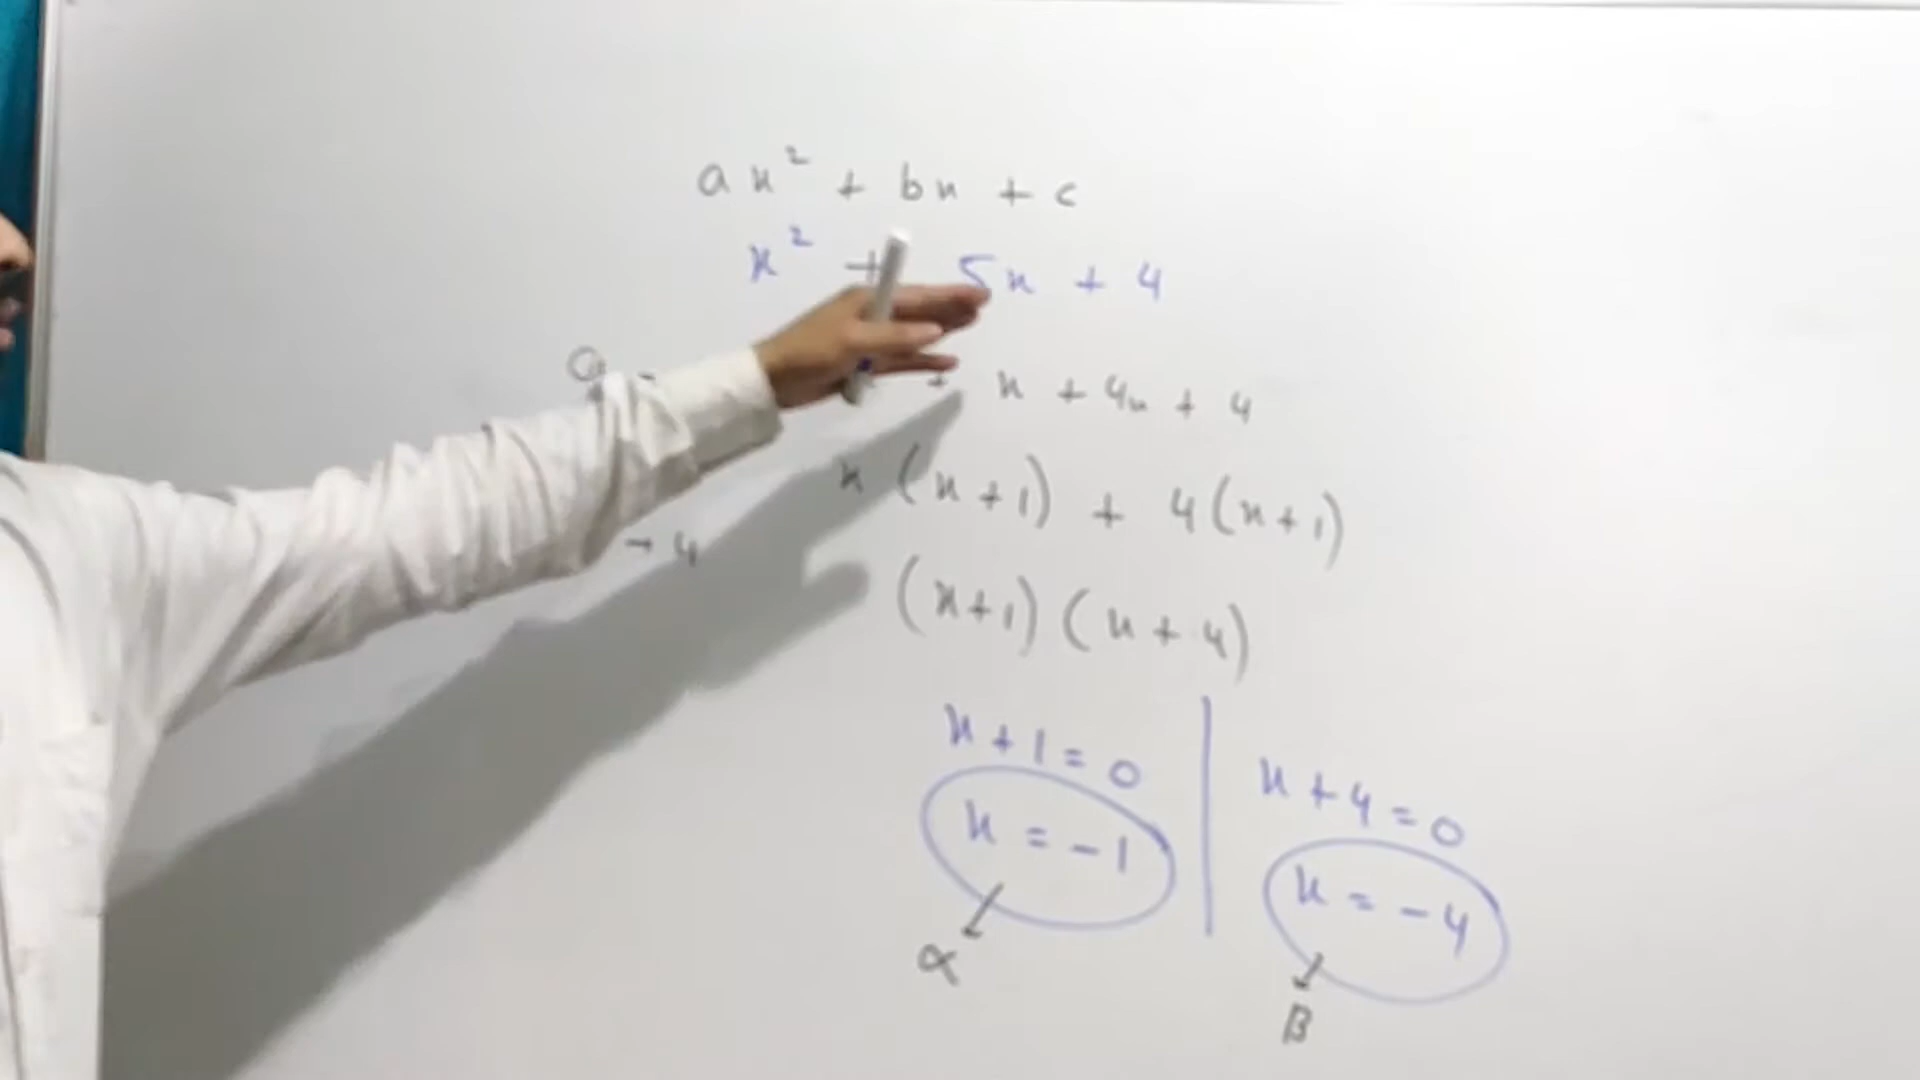 ax² + bx + c
x² + 5x + 4
+ x + 4x + 4
x (x+1) + 4(x+1)
→ 4
(x+1) (x+4)
x+1=0
x = -1
α
x+4=0
x = -4
β